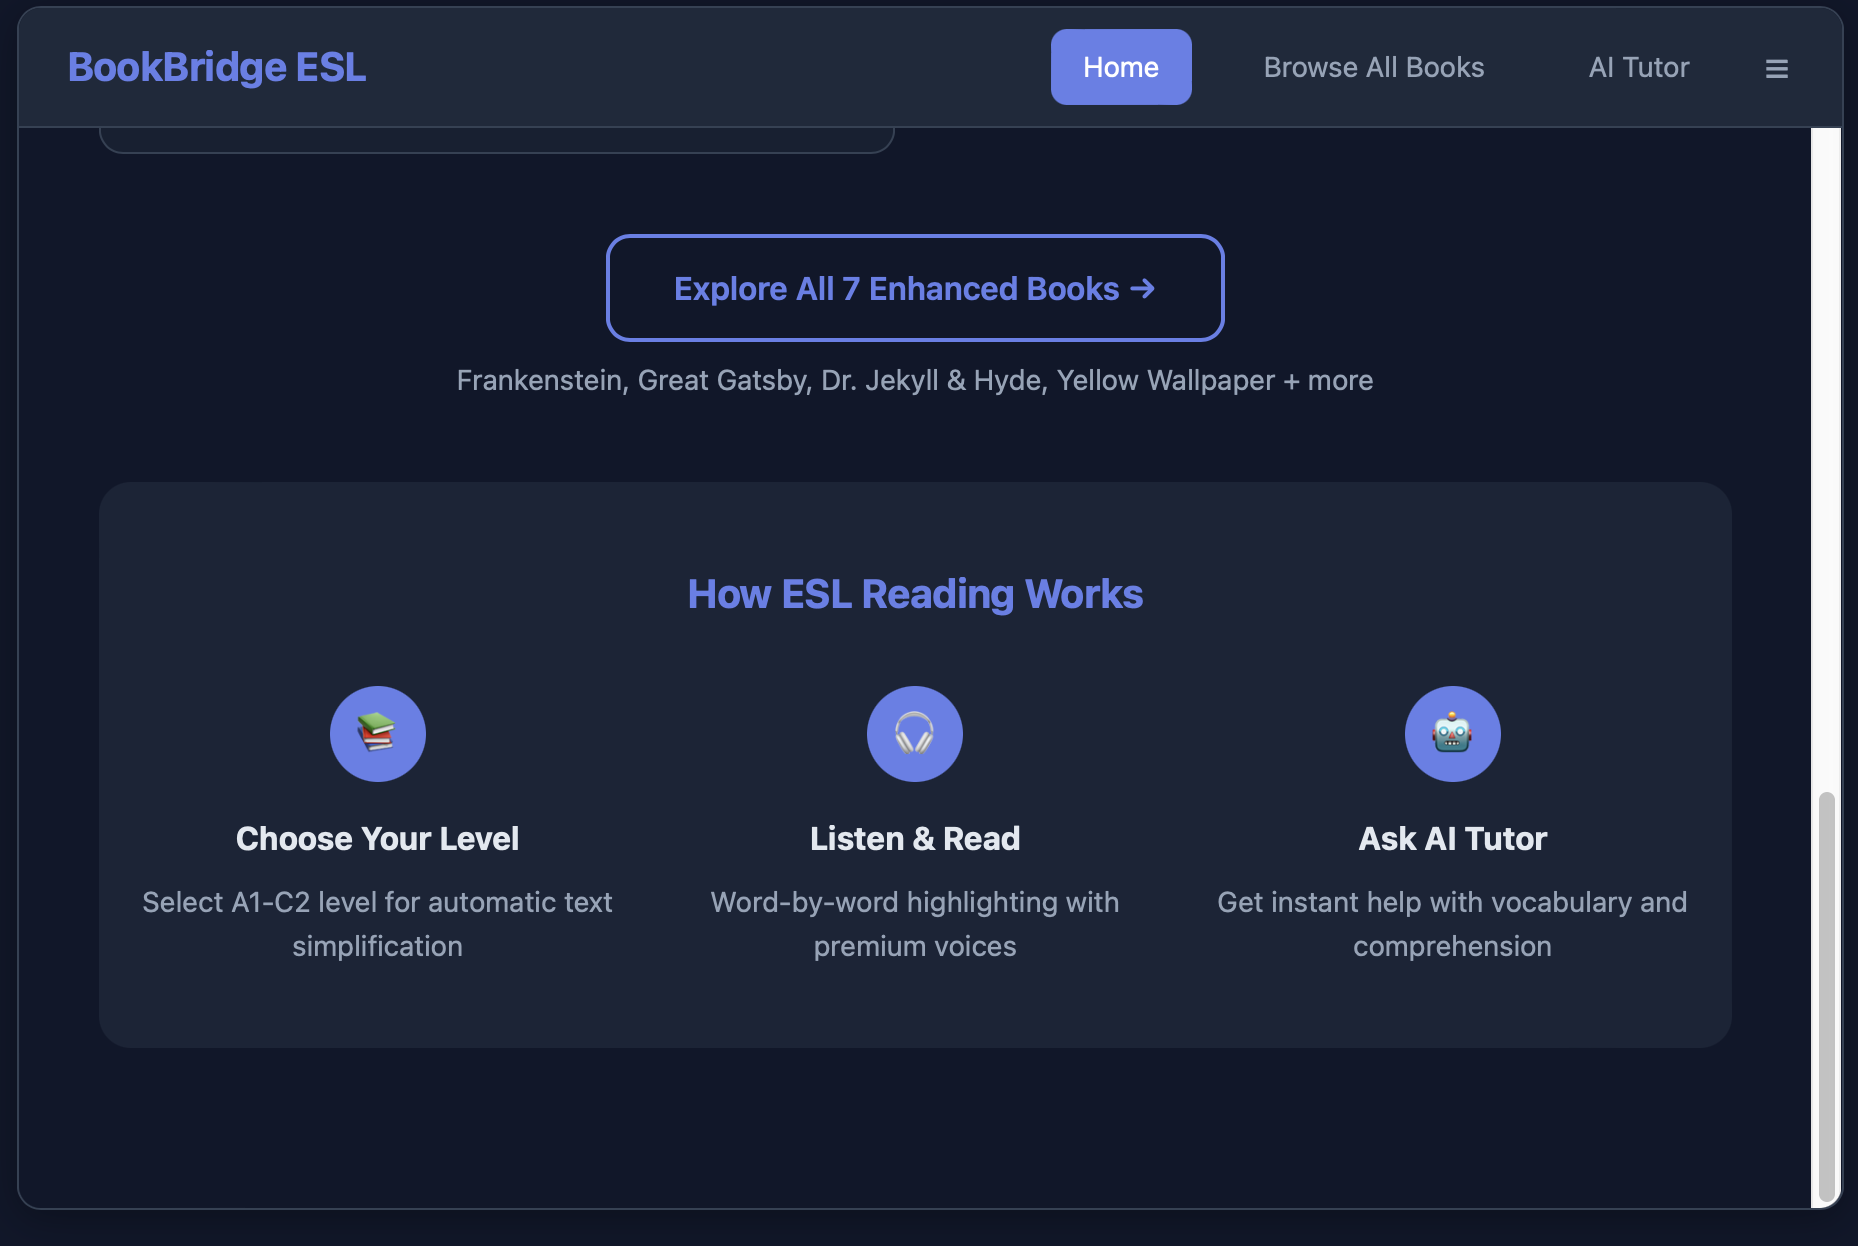 BookBridge ESL
Home
Browse All Books
AI Tutor
Explore All 7 Enhanced Books →
Frankenstein, Great Gatsby, Dr. Jekyll & Hyde, Yellow Wallpaper + more
How ESL Reading Works
Choose Your Level
Select A1-C2 level for automatic text
simplification
Listen & Read
Word-by-word highlighting with
premium voices
Ask AI Tutor
Get instant help with vocabulary and
comprehension